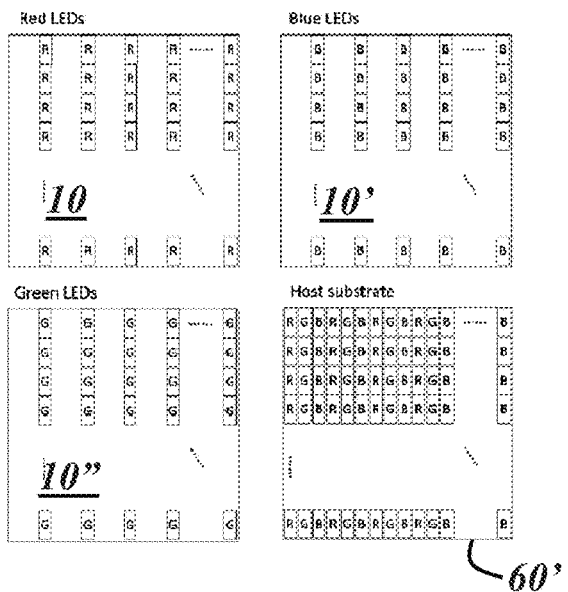 Red LEDs
R R R R ····· R
R R R R R
R R R R R
R R R R R
10
R R R R R
Blue LEDs
B B B B ····· B
B B B B B
B B B B B
B B B B B
10’
B B B B B
Green LEDs
G G G G ····· G
G G G G G
G G G G G
G G G G G
10”
G G G G G
Host substrate
R G B R G B R G B R G B ····· B
R G B R G B R G B R G B B
R G B R G B R G B R G B B
R G B R G B R G B R G B B
R G B R G B R G B R G B B
60’